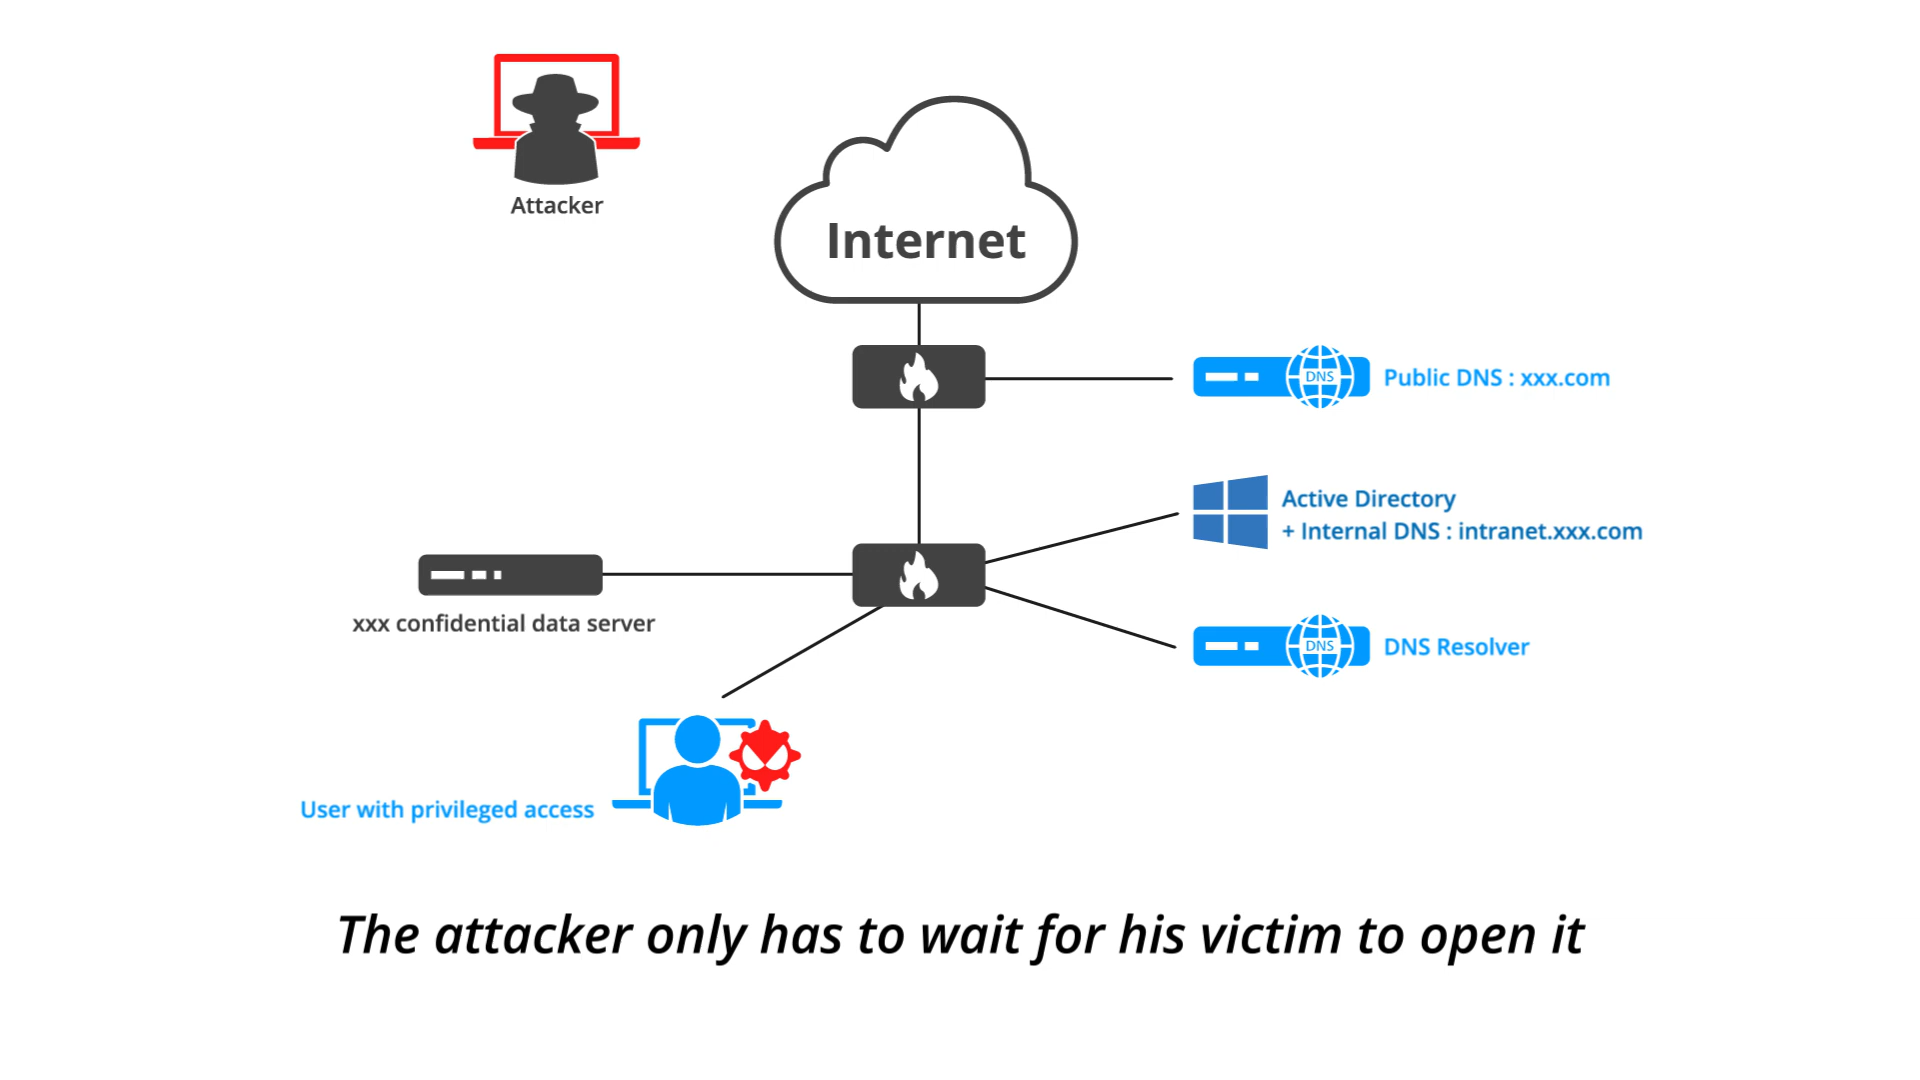 Attacker
Internet
DNS
Public DNS : xxx.com
Active Directory
+ Internal DNS : intranet.xxx.com
xxx confidential data server
DNS
DNS Resolver
User with privileged access
The attacker only has to wait for his victim to open it